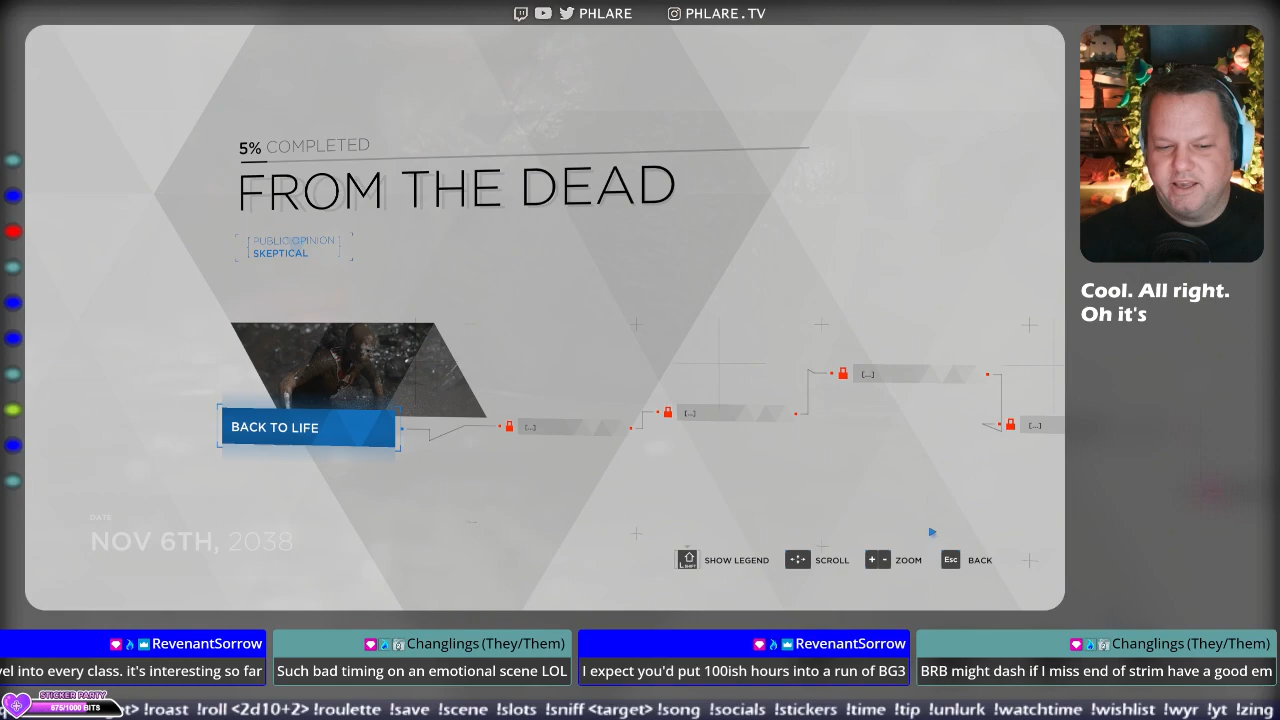 PHLARE PHLARE.TV
5% COMPLETED
FROM THE DEAD
PUBLIC OPINION
SKEPTICAL
Cool. All right.
Oh it's
[...]
[...]
[...]
[...]
BACK TO LIFE
DATE
NOV 6TH, 2038
L SHIFT SHOW LEGEND SCROLL + - ZOOM Esc BACK
RevenantSorrow
vel into every class. it's interesting so far
Changlings (They/Them)
Such bad timing on an emotional scene LOL
RevenantSorrow
I expect you'd put 100ish hours into a run of BG3
Changlings (They/Them)
BRB might dash if I miss end of strim have a good em
STICKER PARTY
675/1000 BITS
> !roast !roll <2d10+2> !roulette !save !scene !slots !sniff <target> !song !socials !stickers !time !tip !unlurk !watchtime !wishlist !wyr !yt !zing